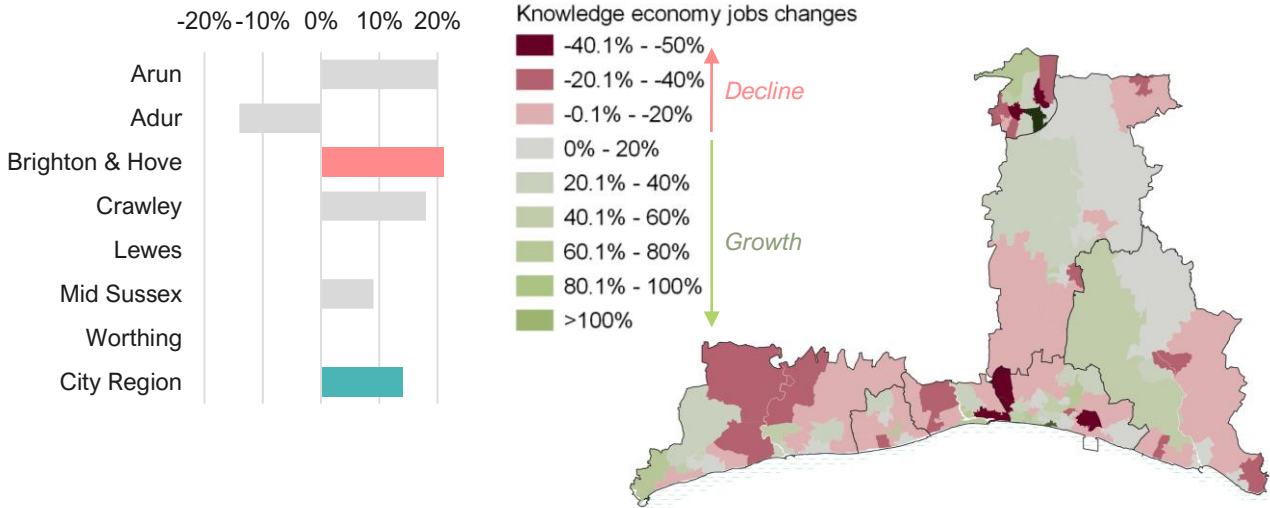 -20% -10% 0% 10% 20%
Arun
Adur
Brighton & Hove
Crawley
Lewes
Mid Sussex
Worthing
City Region
Knowledge economy jobs changes
-40.1% - -50%
-20.1% - -40%
-0.1% - -20%
0% - 20%
20.1% - 40%
40.1% - 60%
60.1% - 80%
80.1% - 100%
>100%
Decline
Growth